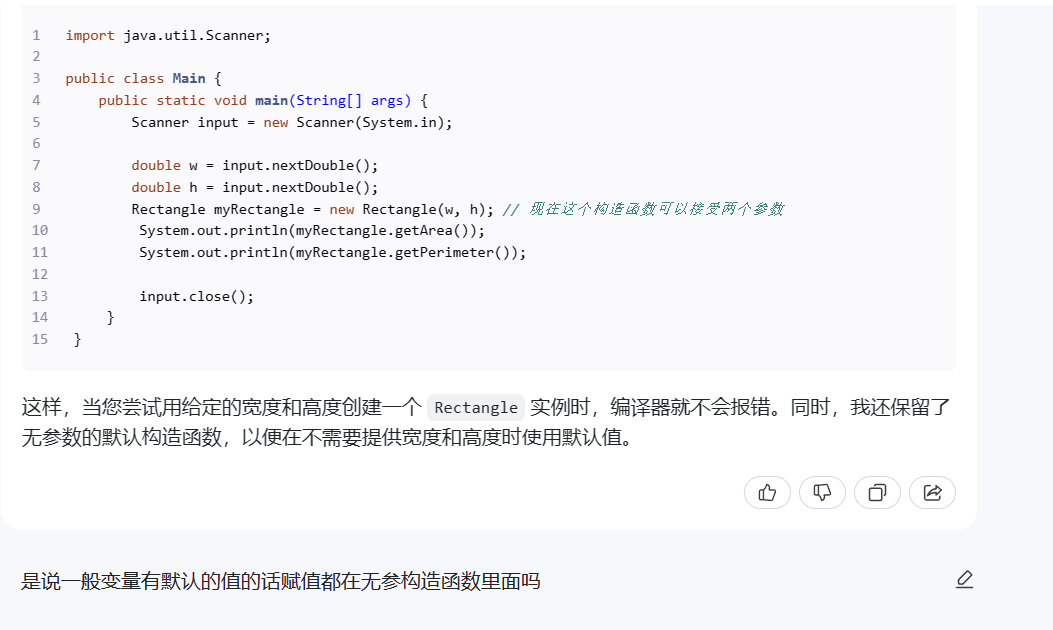 1 import java.util.Scanner;
2
3 public class Main {
4 public static void main(String[] args) {
5 Scanner input = new Scanner(System.in);
6
7 double w = input.nextDouble();
8 double h = input.nextDouble();
9 Rectangle myRectangle = new Rectangle(w, h); // 现在这个构造函数可以接受两个参数
10 System.out.println(myRectangle.getArea());
11 System.out.println(myRectangle.getPerimeter());
12
13 input.close();
14 }
15 }
这样，当您尝试用给定的宽度和高度创建一个 Rectangle 实例时，编译器就不会报错。同时，我还保留了
无参数的默认构造函数，以便在不需要提供宽度和高度时使用默认值。
是说一般变量有默认的值的话赋值都在无参构造函数里面吗